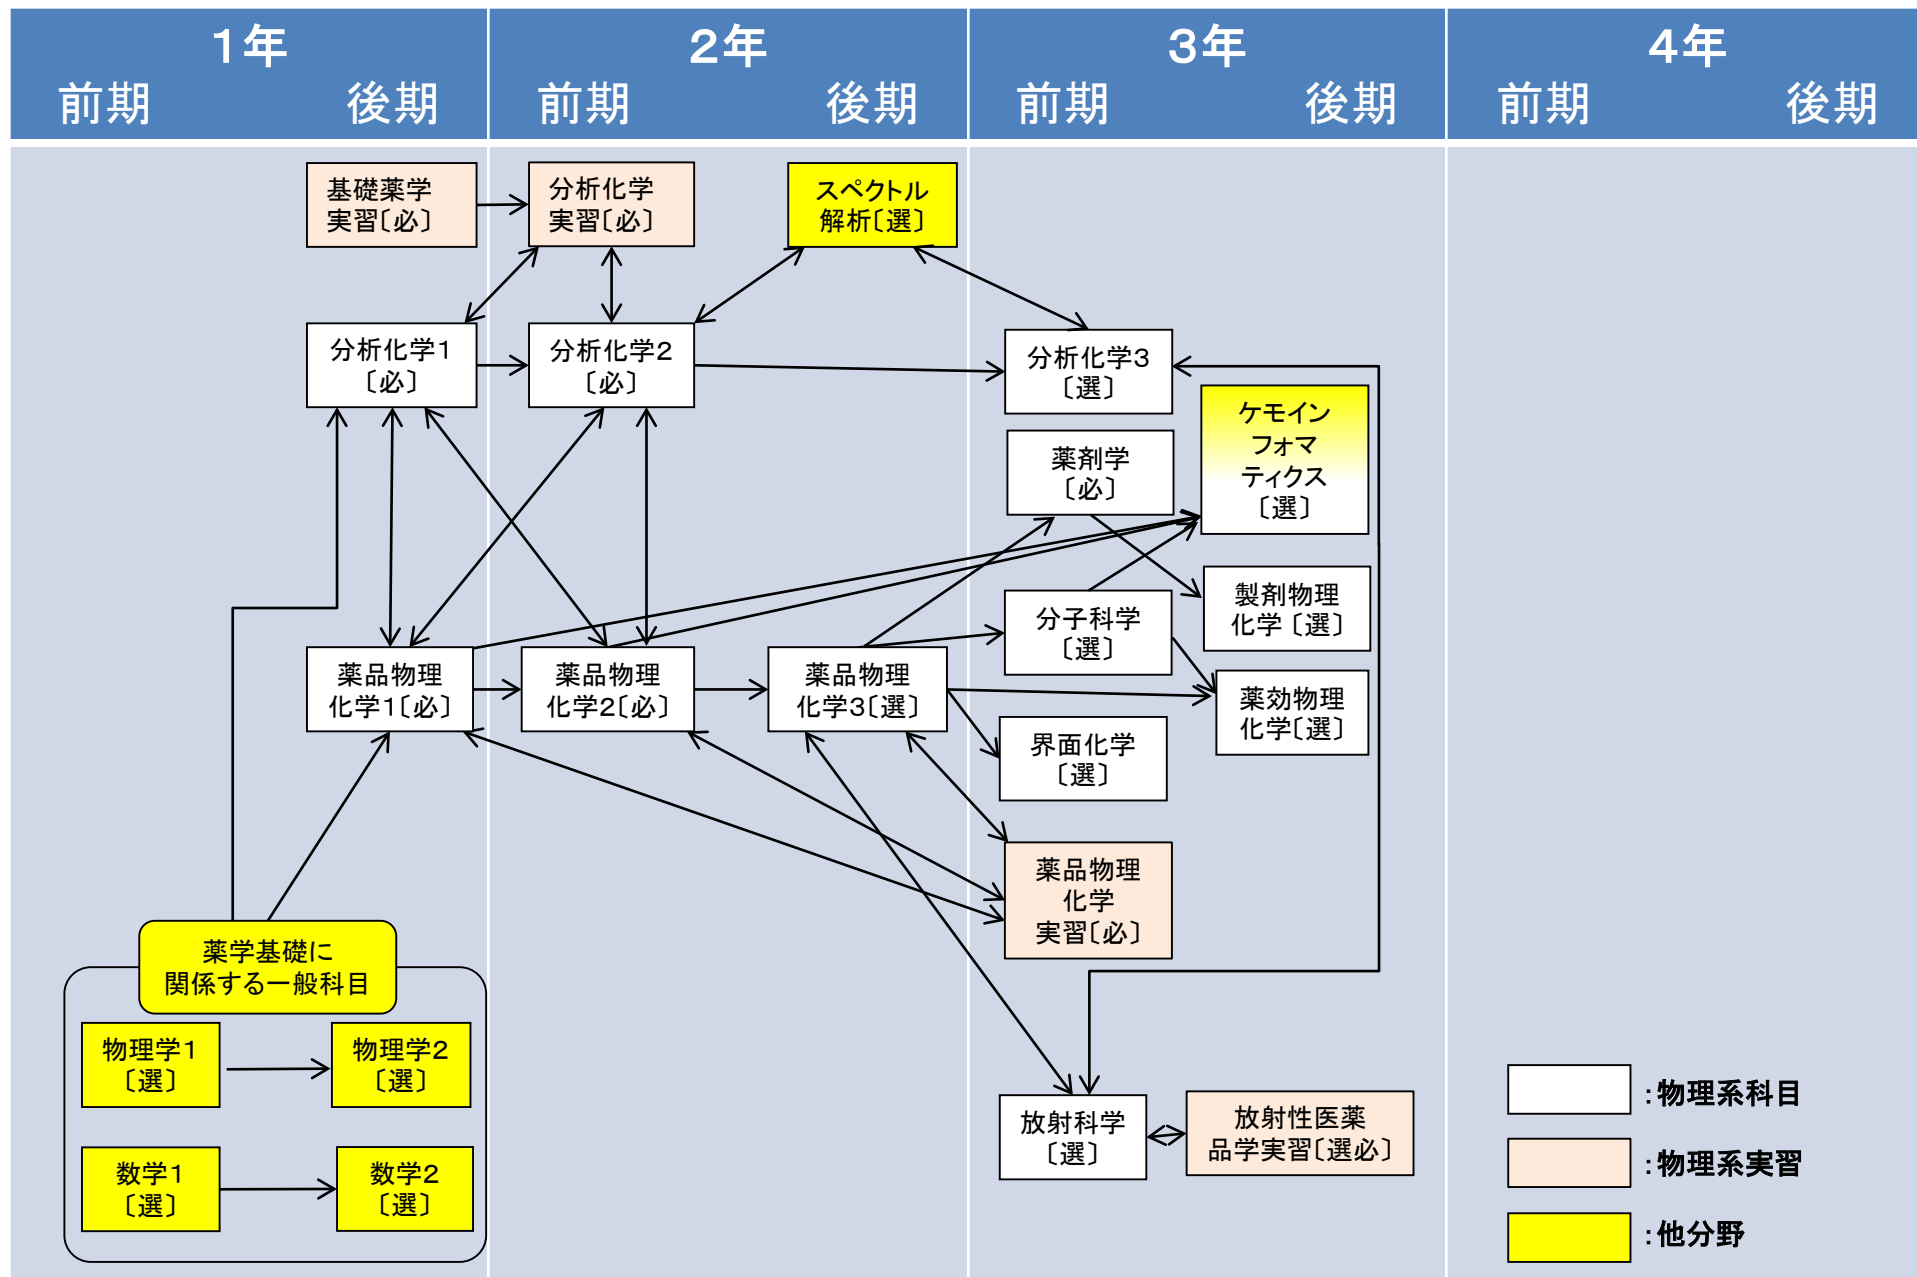 1年
2年
3年
4年
前期
後期
前期
後期
前期
後期
前期
後期
基礎薬学
実習〔必〕
分析化学
実習〔必〕
スペクトル
解析〔選〕
分析化学1
〔必〕
分析化学2
〔必〕
分析化学3
〔選〕
ケモイン
フォマ
ティクス
〔選〕
薬剤学
〔必〕
製剤物理
化学〔選〕
分子科学
〔選〕
薬品物理
化学1〔必〕
薬品物理
化学2〔必〕
薬品物理
化学3〔選〕
薬効物理
化学〔選〕
界面化学
〔選〕
薬品物理
化学
実習〔必〕
薬学基礎に
関係する一般科目
物理学1
〔選〕
物理学2
〔選〕
数学1
〔選〕
数学2
〔選〕
放射科学
〔選〕
放射性医薬
品学実習〔選必〕
：物理系科目
：物理系実習
：他分野